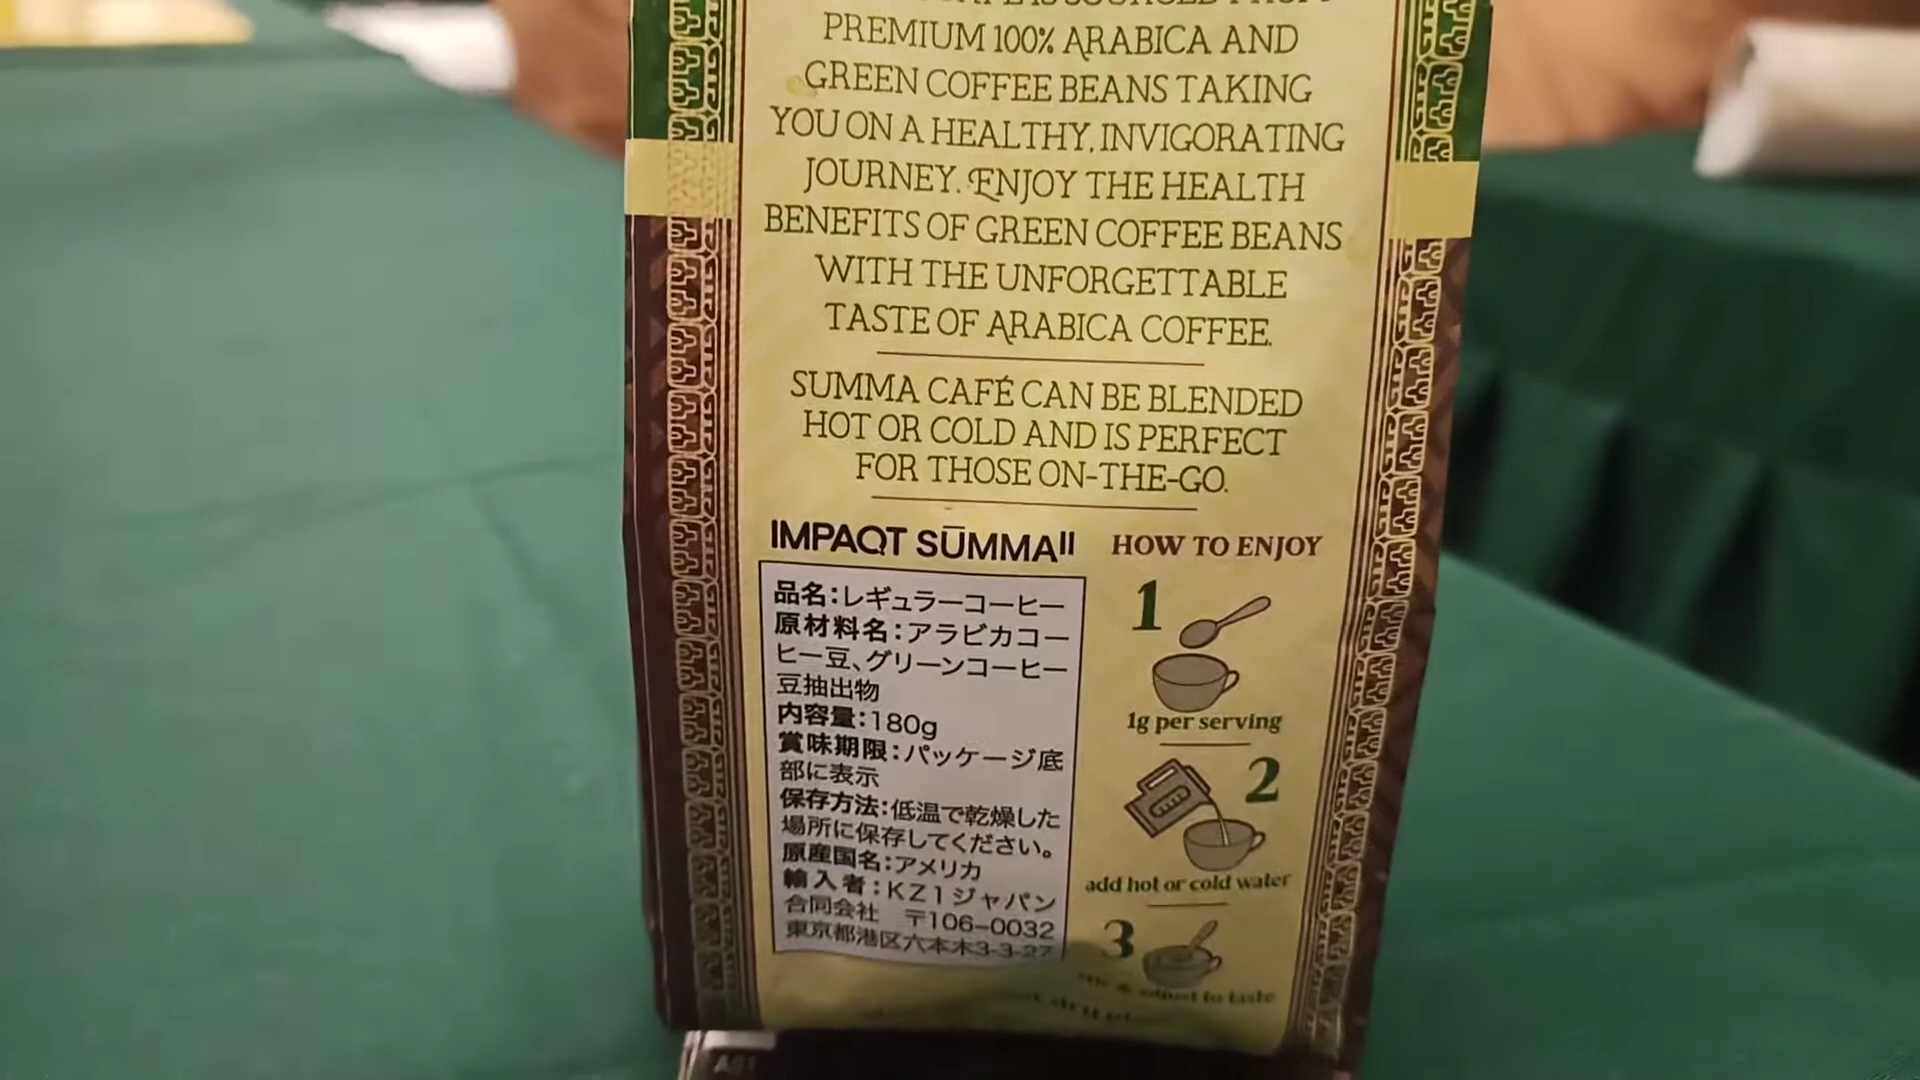 PREMIUM 100% ARABICA AND
GREEN COFFEE BEANS TAKING
YOU ON A HEALTHY, INVIGORATING
JOURNEY. ENJOY THE HEALTH
BENEFITS OF GREEN COFFEE BEANS
WITH THE UNFORGETTABLE
TASTE OF ARABICA COFFEE.
SUMMA CAFÉ CAN BE BLENDED
HOT OR COLD AND IS PERFECT
FOR THOSE ON-THE-GO.
IMPAQT SŪMMAII
品名:レギュラーコーヒー
原材料名:アラビカコー
ヒー豆、グリーンコーヒー
豆抽出物
内容量:180g
賞味期限:パッケージ底
部に表示
保存方法:低温で乾燥した
場所に保存してください。
原産国名:アメリカ
輸入者:KZ1ジャパン
合同会社 〒106-0032
東京都港区六本木3-3-27
HOW TO ENJOY
1
1g per serving
2
add hot or cold water
3
to taste